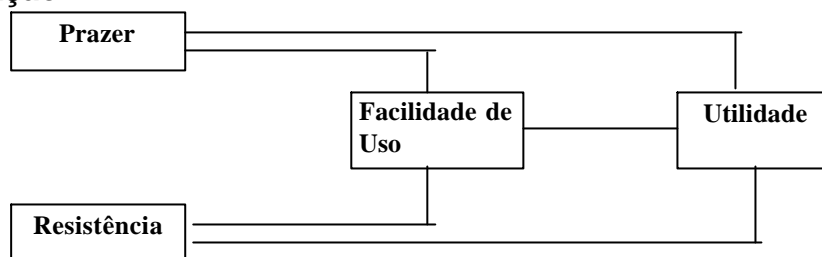 Prazer
Facilidade de
Uso
Utilidade
Resistência